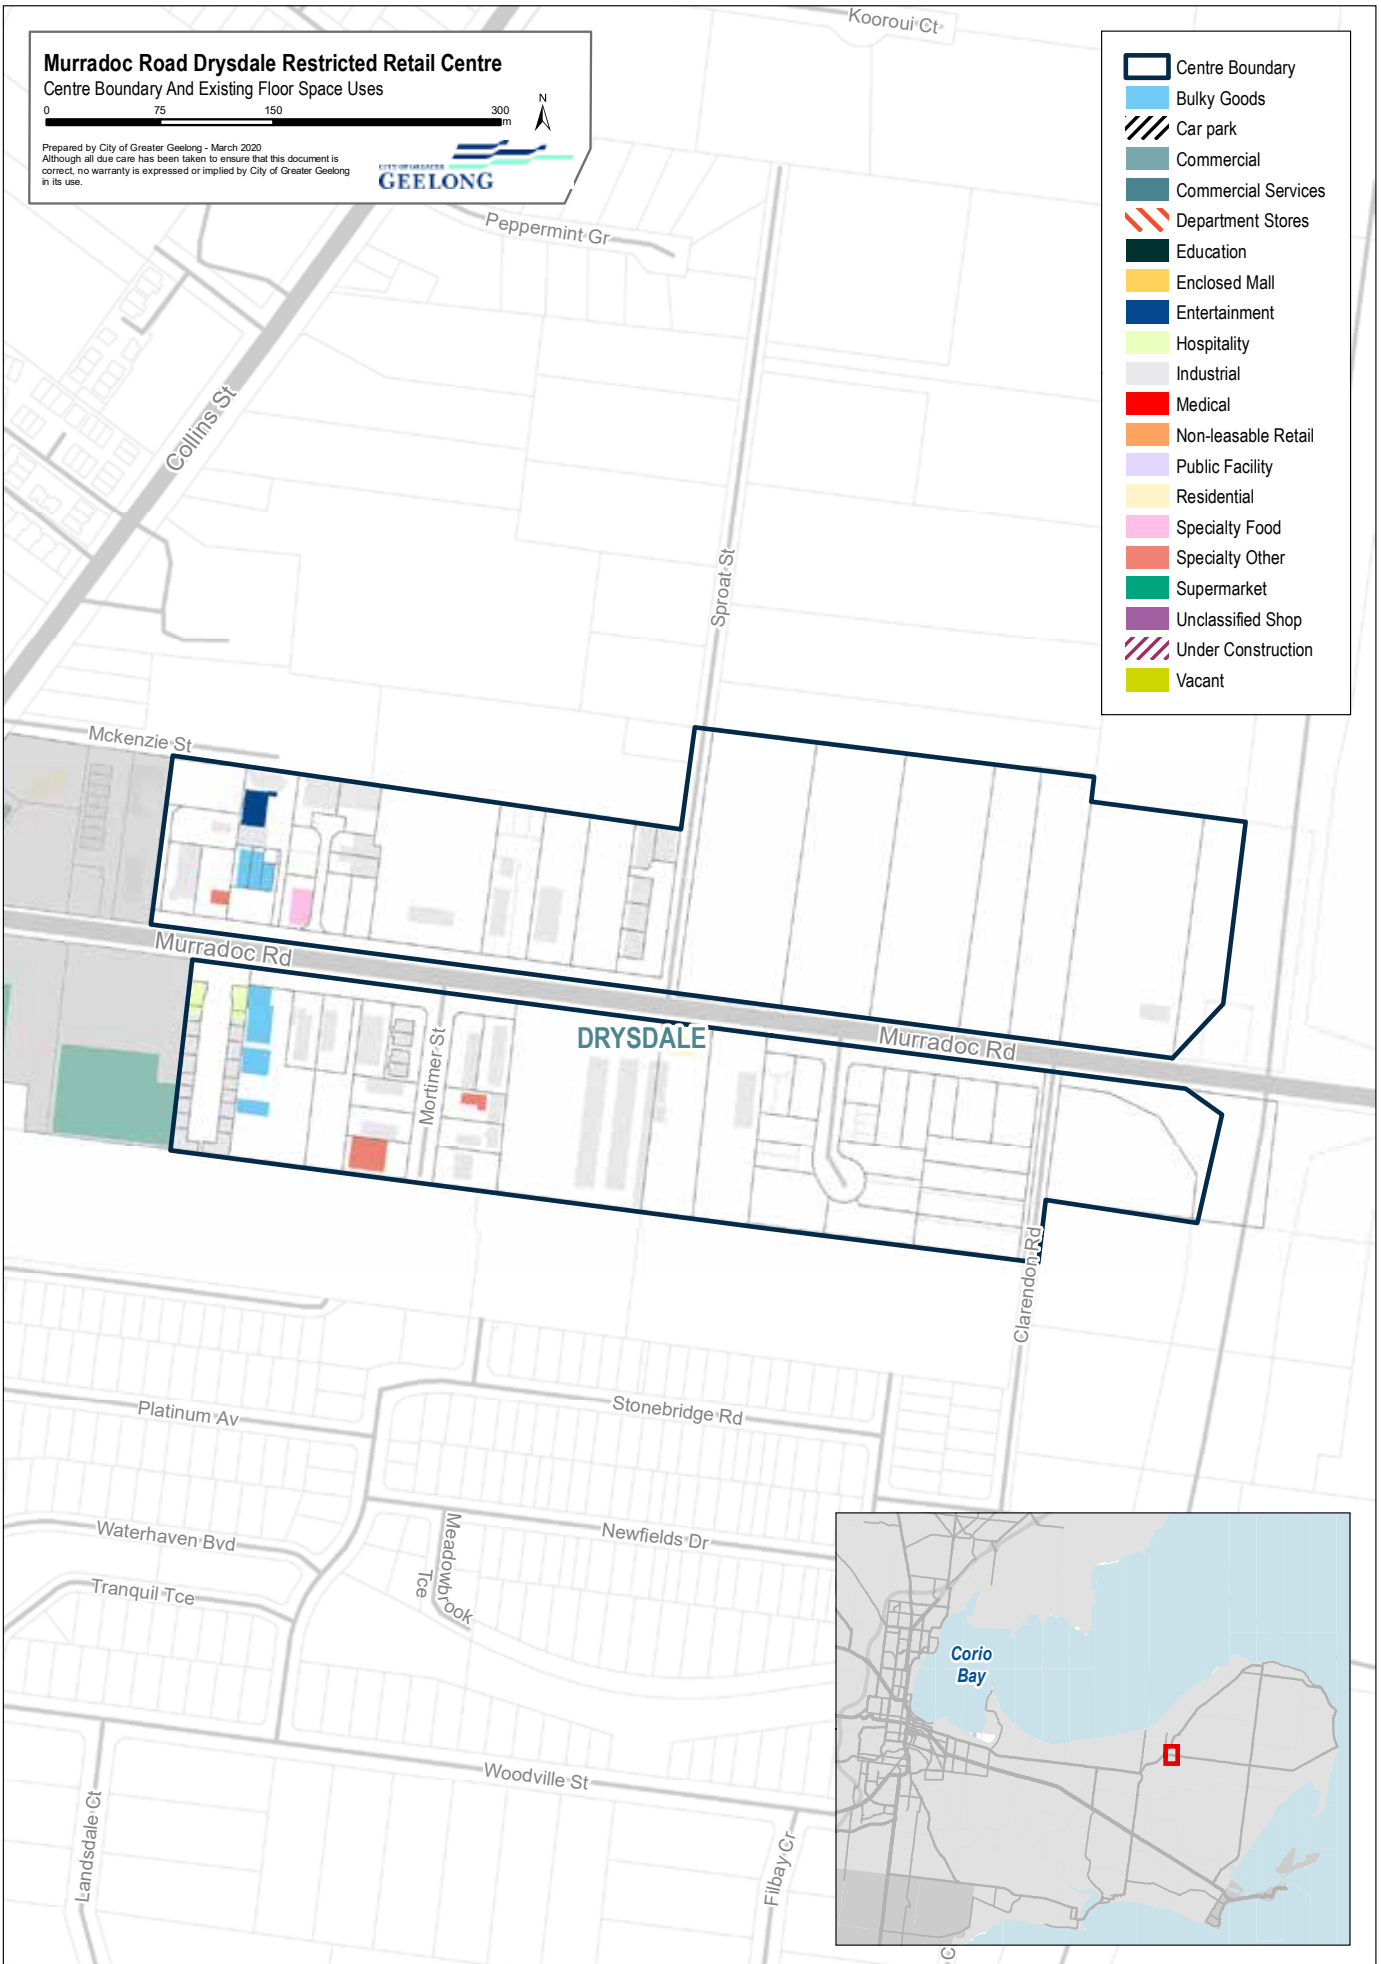 Murradoc Road Drysdale Restricted Retail Centre
Centre Boundary And Existing Floor Space Uses
0 75 150 300
m
N
Prepared by City of Greater Geelong - March 2020
Although all due care has been taken to ensure that this document is
correct, no warranty is expressed or implied by City of Greater Geelong
in its use.
CITY OF GREATER
GEELONG
Centre Boundary
Bulky Goods
Car park
Commercial
Commercial Services
Department Stores
Education
Enclosed Mall
Entertainment
Hospitality
Industrial
Medical
Non-leasable Retail
Public Facility
Residential
Specialty Food
Specialty Other
Supermarket
Unclassified Shop
Under Construction
Vacant
Kooroui Ct
Peppermint Gr
Collins St
Sproat St
Mckenzie St
Murradoc Rd
DRYSDALE
Murradoc Rd
Mortimer St
Clarendon Rd
Platinum Av
Stonebridge Rd
Waterhaven Bvd
Newfields Dr
Meadowbrook
Tce
Tranquil Tce
Woodville St
Landsdale Ct
Filbay Cr
C
Corio
Bay